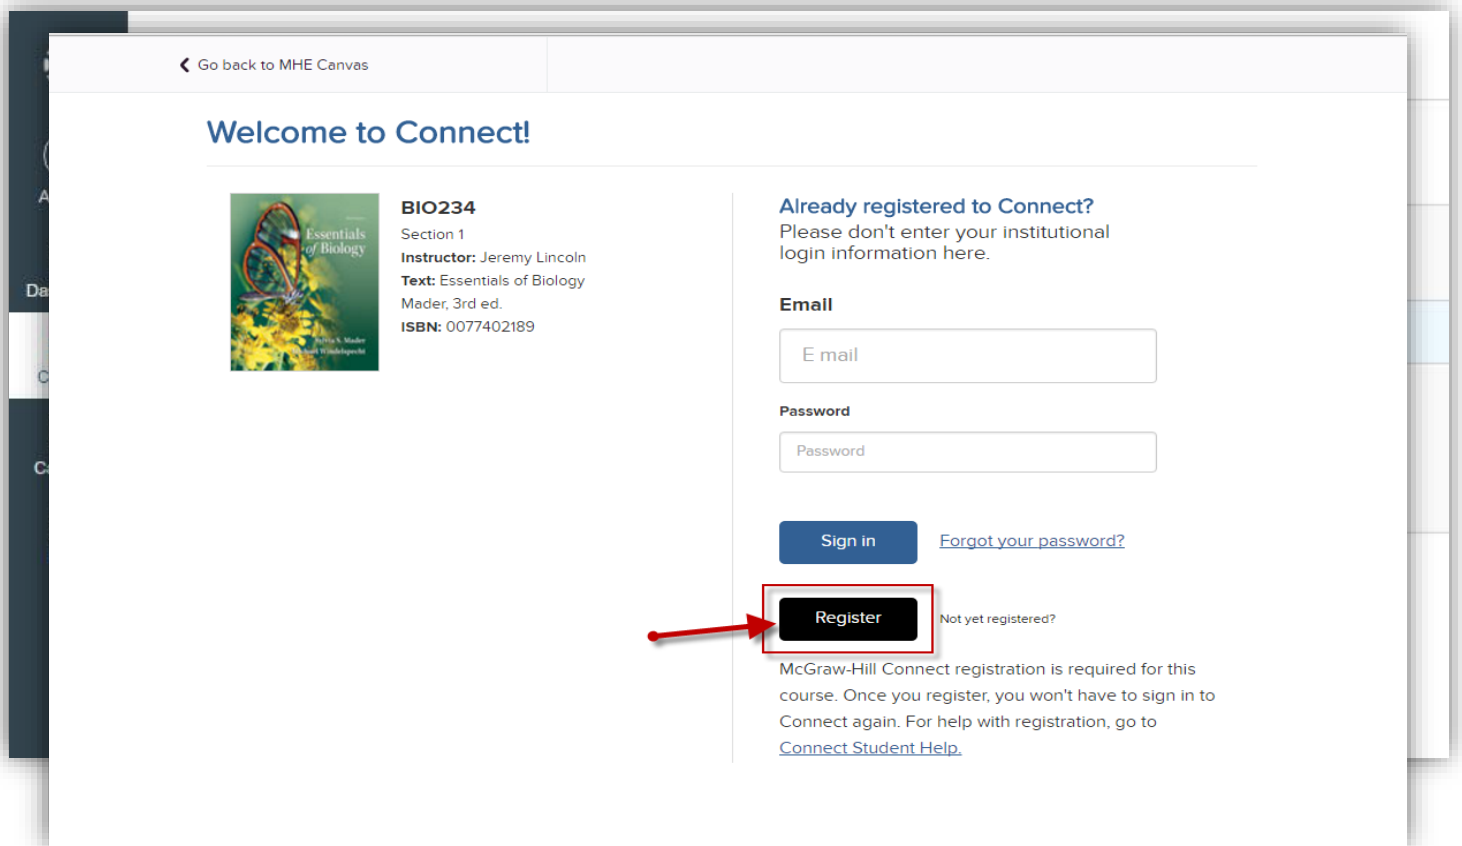 Go back to MHE Canvas
Welcome to Connect!
Essentials
of Biology
Sylvia S. Mader
Michael Windelspecht
BIO234
Section 1
Instructor: Jeremy Lincoln
Text: Essentials of Biology
Mader, 3rd ed.
ISBN: 0077402189
Already registered to Connect?
Please don't enter your institutional
login information here.
Email
E mail
Password
Password
Sign in
Forgot your password?
Register
Not yet registered?
McGraw-Hill Connect registration is required for this
course. Once you register, you won't have to sign in to
Connect again. For help with registration, go to
Connect Student Help.